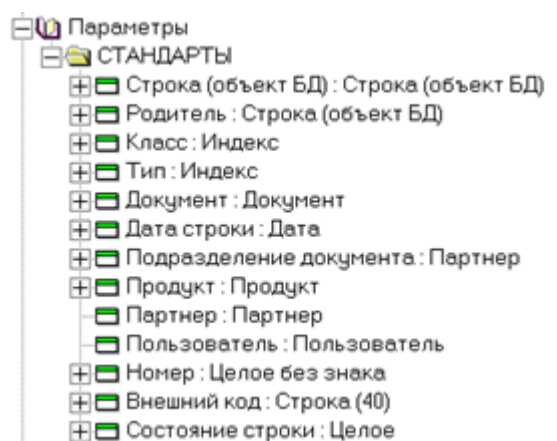 Параметры
СТАНДАРТЫ
Строка (объект БД) : Строка (объект БД)
Родитель : Строка (объект БД)
Класс : Индекс
Тип : Индекс
Документ : Документ
Дата строки : Дата
Подразделение документа : Партнер
Продукт : Продукт
Партнер : Партнер
Пользователь : Пользователь
Номер : Целое без знака
Внешний код : Строка (40)
Состояние строки : Целое